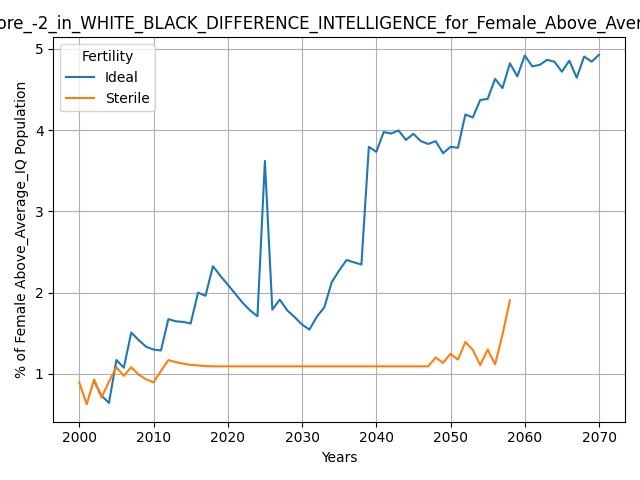 ore_-2_in_WHITE_BLACK_DIFFERENCE_INTELLIGENCE_for_Female_Above_Aver
Fertility
Ideal
Sterile
% of Female Above_Average_IQ Population
5
4
3
2
1
2000 2010 2020 2030 2040 2050 2060 2070
Years